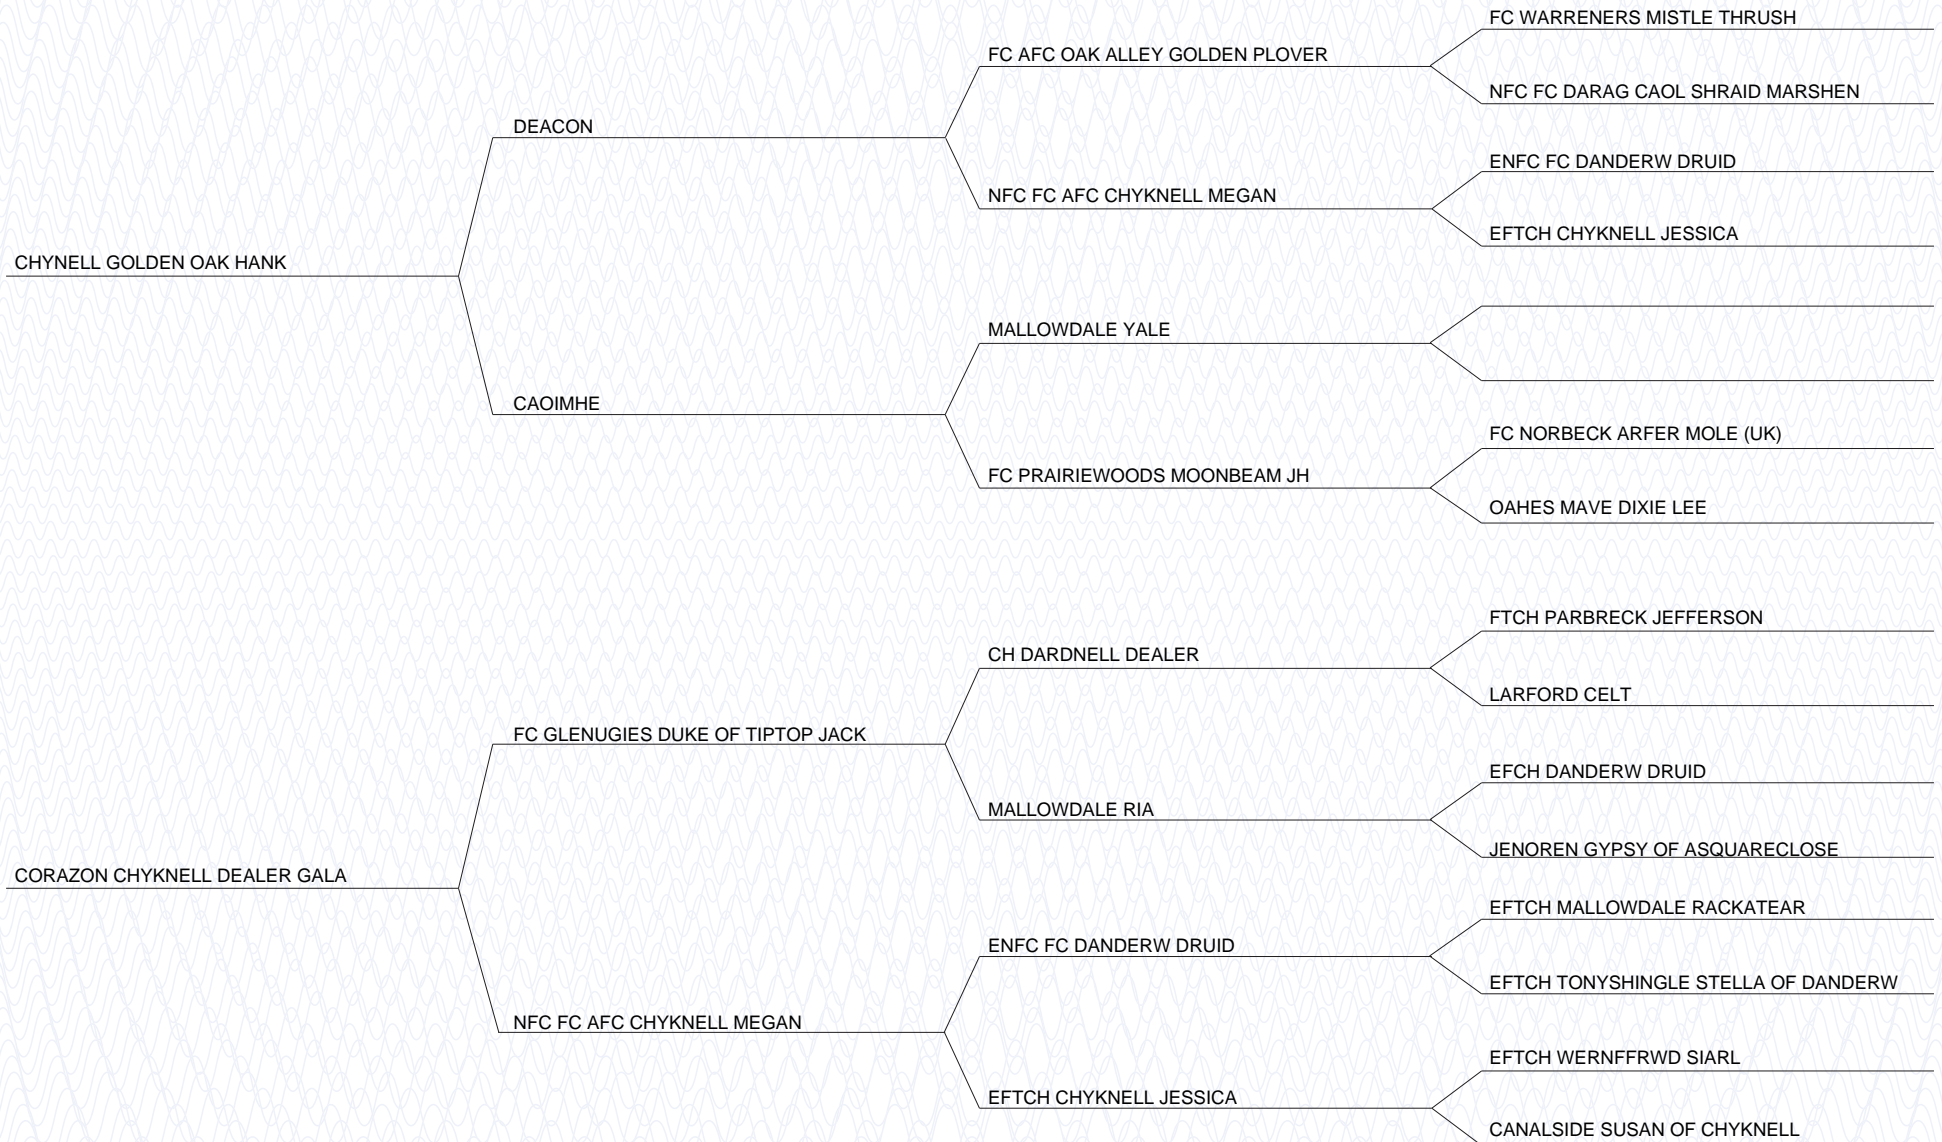 FC WARRENERS MISTLE THRUSH
FC AFC OAK ALLEY GOLDEN PLOVER
NFC FC DARAG CAOL SHRAID MARSHEN
DEACON
ENFC FC DANDERW DRUID
NFC FC AFC CHYKNELL MEGAN
EFTCH CHYKNELL JESSICA
CHYNELL GOLDEN OAK HANK
MALLOWDALE YALE
CAOIMHE
FC NORBECK ARFER MOLE (UK)
FC PRAIRIEWOODS MOONBEAM JH
OAHES MAVE DIXIE LEE
FTCH PARBRECK JEFFERSON
CH DARDNELL DEALER
LARFORD CELT
FC GLENUGIES DUKE OF TIPTOP JACK
EFCH DANDERW DRUID
MALLOWDALE RIA
JENOREN GYPSY OF ASQUARECLOSE
CORAZON CHYKNELL DEALER GALA
EFTCH MALLOWDALE RACKATEAR
ENFC FC DANDERW DRUID
EFTCH TONYSHINGLE STELLA OF DANDERW
NFC FC AFC CHYKNELL MEGAN
EFTCH WERNFFRWD SIARL
EFTCH CHYKNELL JESSICA
CANALSIDE SUSAN OF CHYKNELL